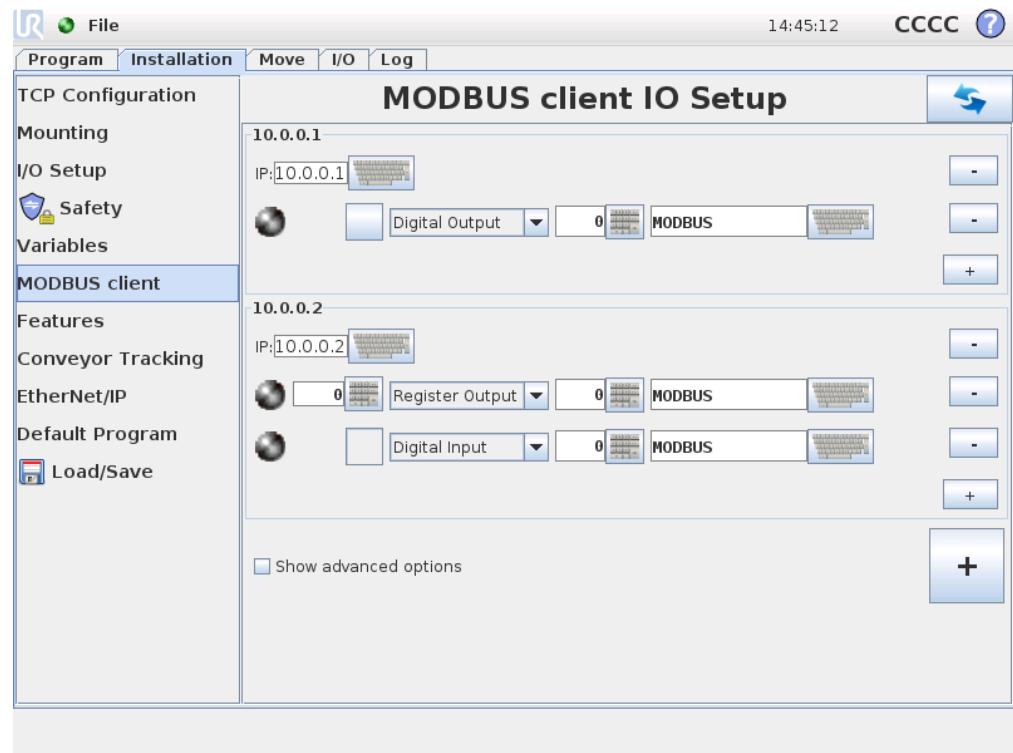 UR File 14:45:12 CCCC ?
Program Installation Move I/O Log
TCP Configuration
Mounting
I/O Setup
Safety
Variables
MODBUS client
Features
Conveyor Tracking
EtherNet/IP
Default Program
Load/Save
MODBUS client IO Setup
10.0.0.1
IP: 10.0.0.1 -
Digital Output 0 MODBUS -
+
10.0.0.2
IP: 10.0.0.2 -
0 Register Output 0 MODBUS -
Digital Input 0 MODBUS -
+
Show advanced options +